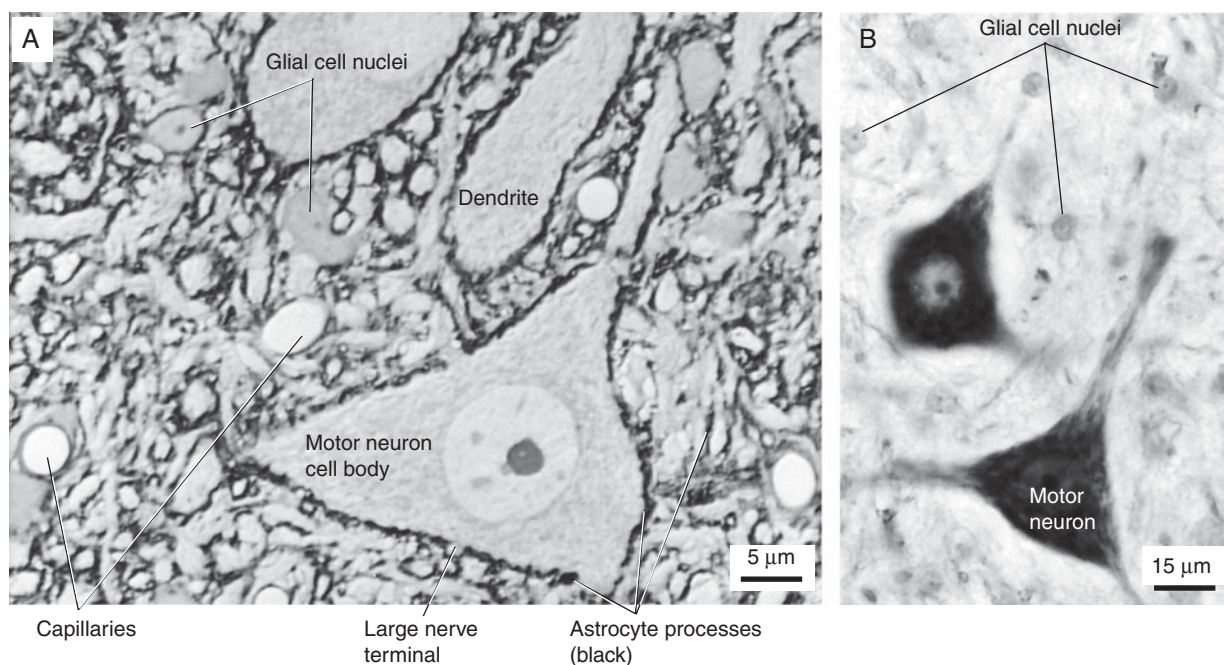 A
Glial cell nuclei
Dendrite
Motor neuron
cell body
5 μm
Capillaries
Large nerve
terminal
Astrocyte processes
(black)
B
Glial cell nuclei
Motor
neuron
15 μm